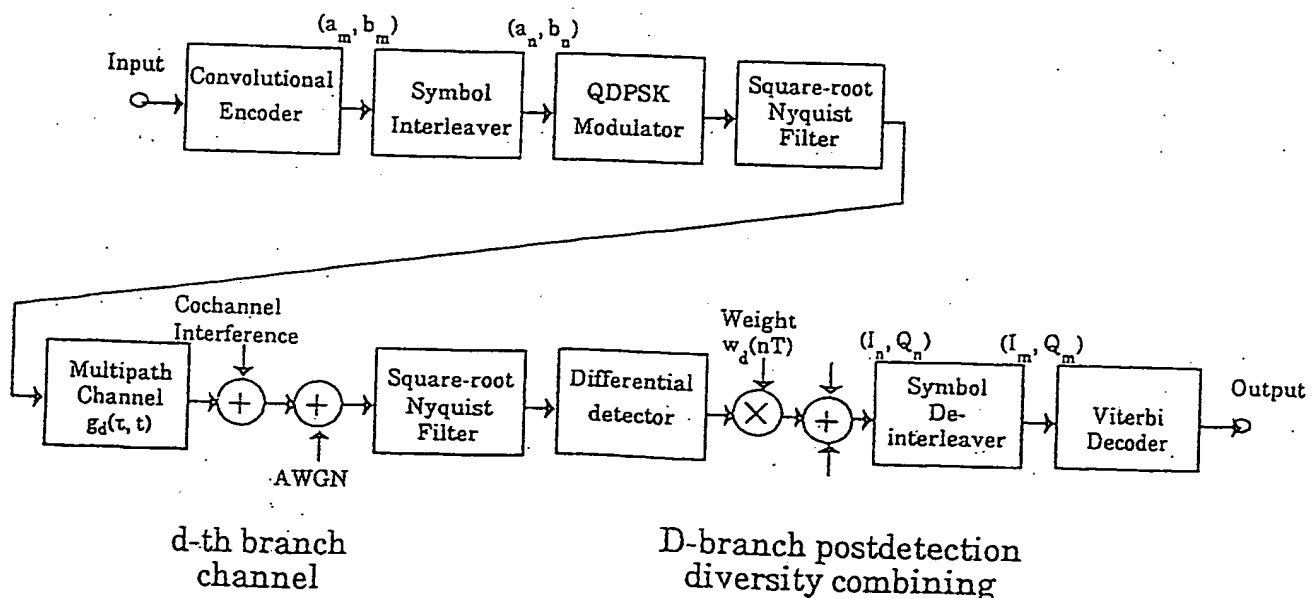 (a_m, b_m)
(a_n, b_n)
Input
Convolutional
Encoder
Symbol
Interleaver
QDPSK
Modulator
Square-root
Nyquist
Filter
Cochannel
Interference
Multipath
Channel
g_d(τ, t)
+
+
AWGN
Square-root
Nyquist
Filter
Differential
detector
Weight
w_d(nT)
×
+
(I_n, Q_n)
Symbol
De-
interleaver
(I_m, Q_m)
Viterbi
Decoder
Output
d-th branch
channel
D-branch postdetection
diversity combining